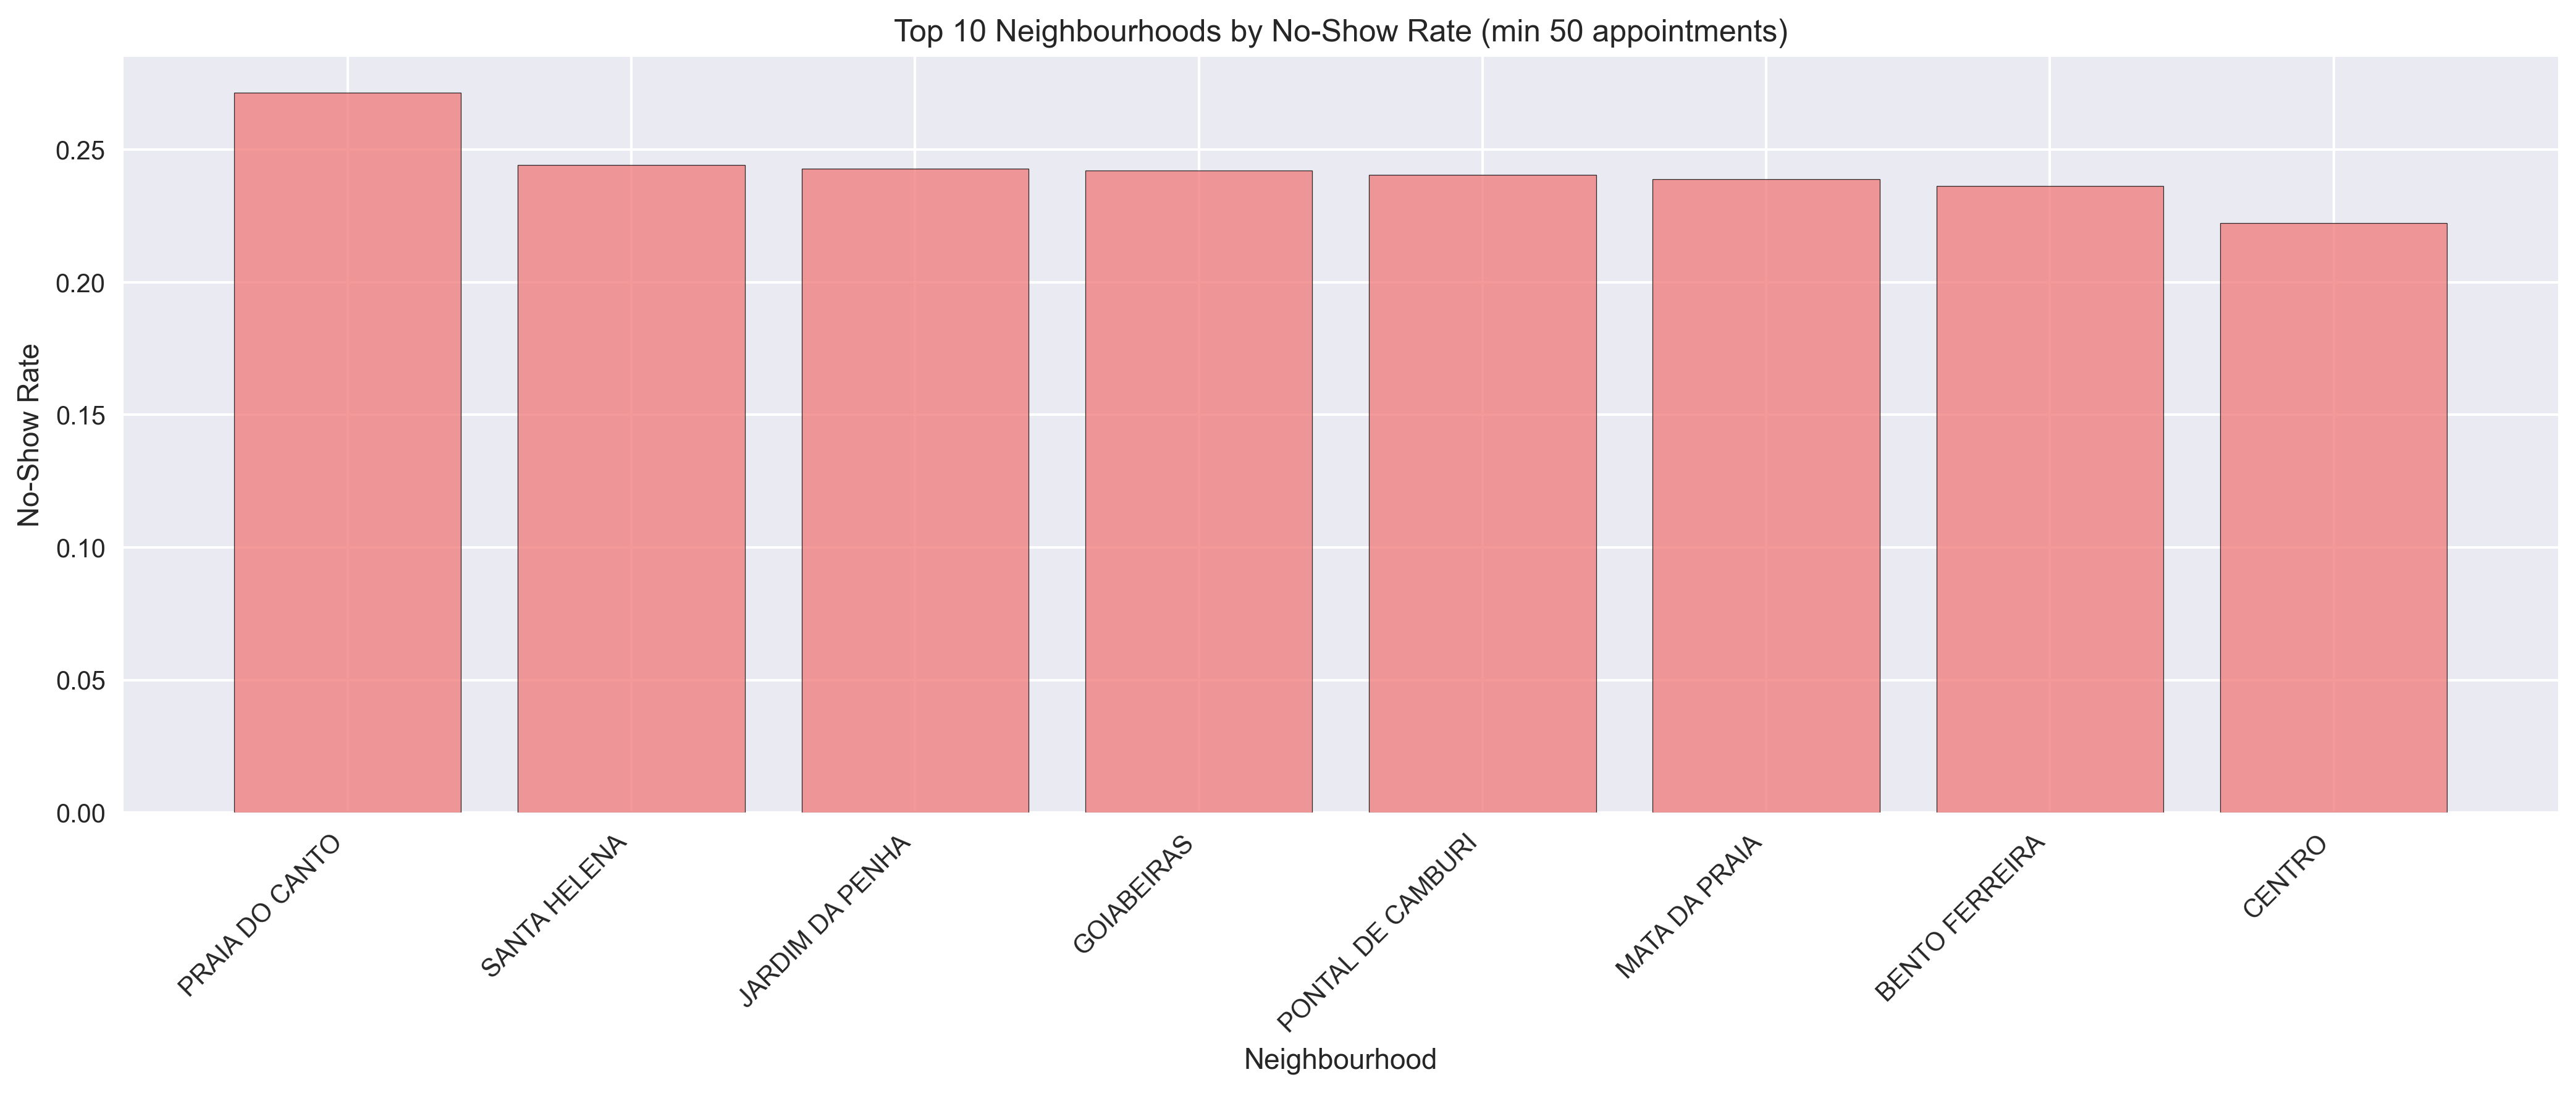 Top 10 Neighbourhoods by No-Show Rate (min 50 appointments)
No-Show Rate
0.25
0.20
0.15
0.10
0.05
0.00
PRAIA DO CANTO
SANTA HELENA
JARDIM DA PENHA
GOIABEIRAS
PONTAL DE CAMBURI
MATA DA PRAIA
BENTO FERREIRA
CENTRO
Neighbourhood